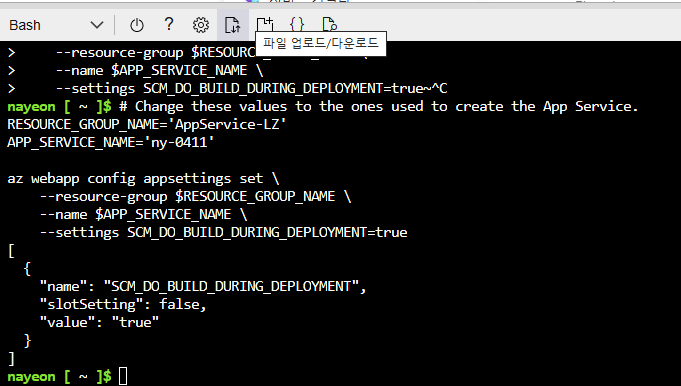 Bash
?
{}
파일 업로드/다운로드
> --resource-group $RESOURCE_
> --name $APP_SERVICE_NAME \
> --settings SCM_DO_BUILD_DURING_DEPLOYMENT=true~^C
nayeon [ ~ ]$ # Change these values to the ones used to create the App Service.
RESOURCE_GROUP_NAME='AppService-LZ'
APP_SERVICE_NAME='ny-0411'
az webapp config appsettings set \
--resource-group $RESOURCE_GROUP_NAME \
--name $APP_SERVICE_NAME \
--settings SCM_DO_BUILD_DURING_DEPLOYMENT=true
[
{
"name": "SCM_DO_BUILD_DURING_DEPLOYMENT",
"slotSetting": false,
"value": "true"
}
]
nayeon [ ~ ]$